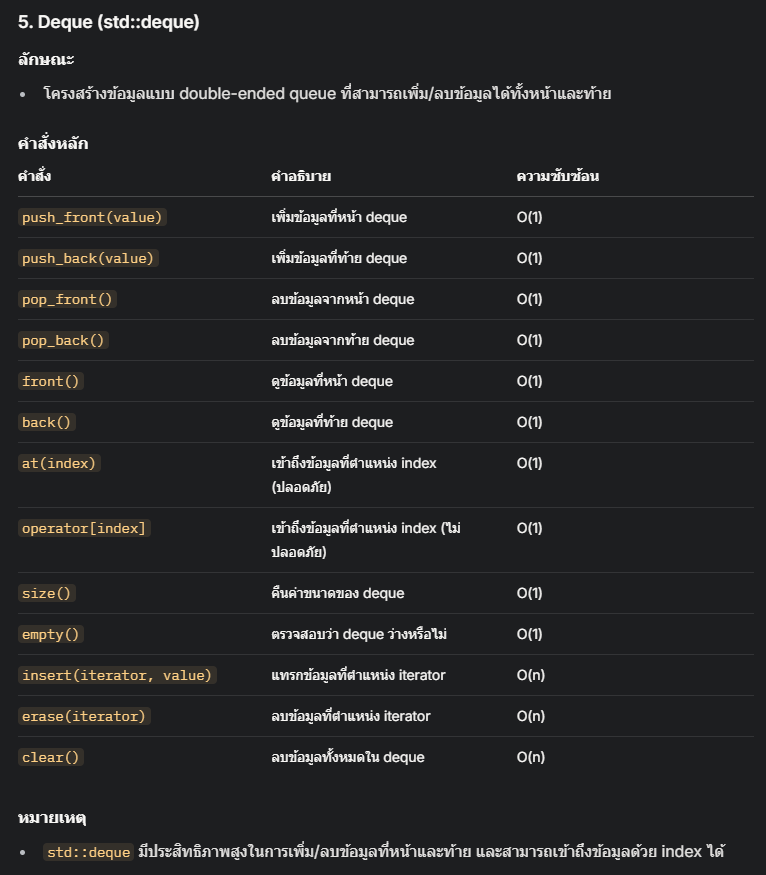 5. Deque (std::deque)
ลักษณะ
• โครงสร้างข้อมูลแบบ double-ended queue ที่สามารถเพิ่ม/ลบข้อมูลได้ทั้งหน้าและท้าย
คำสั่งหลัก
คำสั่ง คำอธิบาย ความซับซ้อน
push_front(value) เพิ่มข้อมูลที่หน้า deque O(1)
push_back(value) เพิ่มข้อมูลที่ท้าย deque O(1)
pop_front() ลบข้อมูลจากหน้า deque O(1)
pop_back() ลบข้อมูลจากท้าย deque O(1)
front() ดูข้อมูลที่หน้า deque O(1)
back() ดูข้อมูลที่ท้าย deque O(1)
at(index) เข้าถึงข้อมูลที่ตำแหน่ง index O(1)
(ปลอดภัย)
operator[index] เข้าถึงข้อมูลที่ตำแหน่ง index (ไม่ O(1)
ปลอดภัย)
size() คืนค่าขนาดของ deque O(1)
empty() ตรวจสอบว่า deque ว่างหรือไม่ O(1)
insert(iterator, value) แทรกข้อมูลที่ตำแหน่ง iterator O(n)
erase(iterator) ลบข้อมูลที่ตำแหน่ง iterator O(n)
clear() ลบข้อมูลทั้งหมดใน deque O(n)
หมายเหตุ
• std::deque มีประสิทธิภาพสูงในการเพิ่ม/ลบข้อมูลที่หน้าและท้าย และสามารถเข้าถึงข้อมูลด้วย index ได้